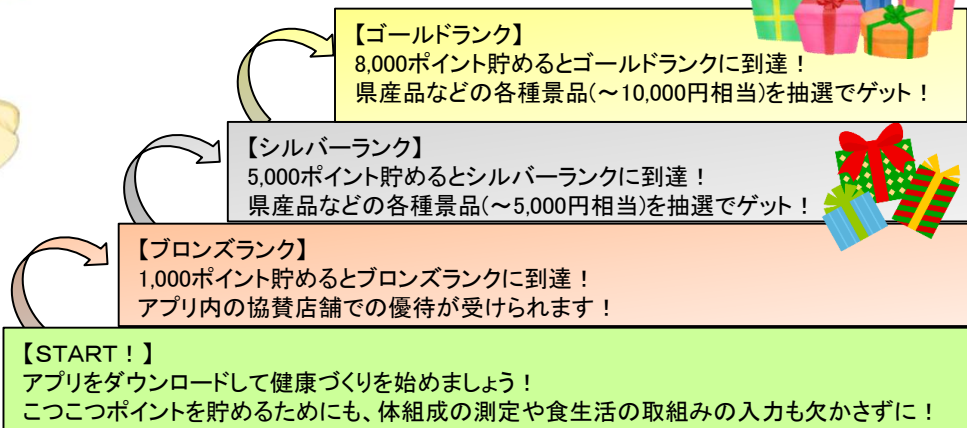 【ゴールドランク】
8,000ポイント貯めるとゴールドランクに到達！
県産品などの各種景品(～10,000円相当)を抽選でゲット！
【シルバーランク】
5,000ポイント貯めるとシルバーランクに到達！
県産品などの各種景品(～5,000円相当)を抽選でゲット！
【ブロンズランク】
1,000ポイント貯めるとブロンズランクに到達！
アプリ内の協賛店舗での優待が受けられます！
【START！】
アプリをダウンロードして健康づくりを始めましょう！
こつこつポイントを貯めるためにも、体組成の測定や食生活の取組みの入力も欠かさずに！